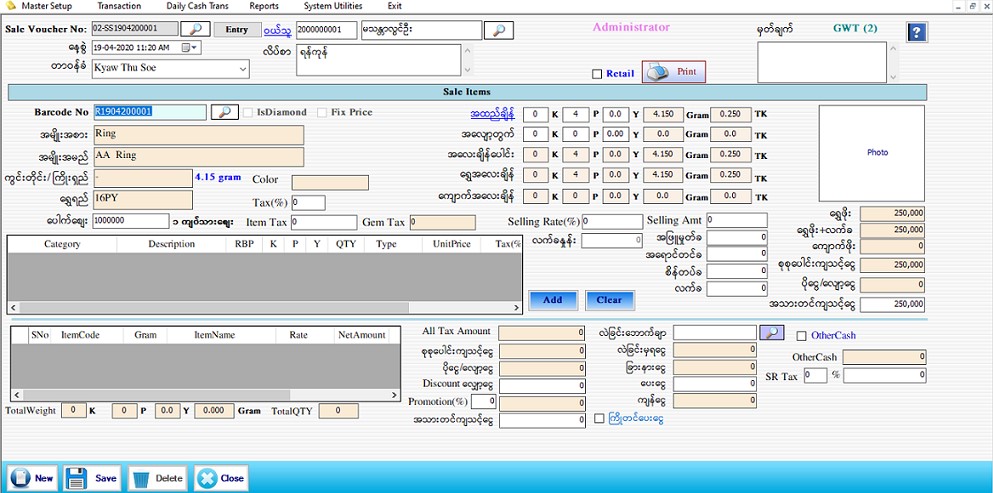 Master Setup Transaction Daily Cash Trans Reports System Utilities Exit
Sale Voucher No: 02-SS1904200001 Entry ဝယ်သူ 2000000001 မသန္တာလွင်ဦး Administrator မှတ်ချက် GWT (2) ?
နေ့စွဲ 19-04-2020 11:20 AM လိပ်စာ ရန်ကုန်
တာဝန်ခံ Kyaw Thu Soe Retail Print
Sale Items
Barcode No R1904200001 IsDiamond Fix Price အထည်ချိန် 0 K 4 P 0.0 Y 4.150 Gram 0.250 TK
အမျိုးအစား Ring အလျော့တွက် 0 K 0 P 0.00 Y 0.0 Gram 0.0 TK
အမျိုးအမည် AA Ring အလေးချိန်ပေါင်း 0 K 4 P 0.0 Y 4.150 Gram 0.250 TK Photo
ကွင်းတိုင်း/ကြိုးရှည် - 4.15 gram Color ရွှေအလေးချိန် 0 K 4 P 0.0 Y 4.150 Gram 0.250 TK
ရွှေရည် 16PY Tax(%) 0 ကျောက်အလေးချိန် 0 K 0 P 0.0 Y 0.0 Gram 0.0 TK
ပေါက်ဈေး 1000000 ၁ ကျပ်သားဈေး Item Tax 0 Gem Tax 0 Selling Rate(%) 0 Selling Amt 0 ရွှေဖိုး 250,000
Category Description RBP K P Y QTY Type UnitPrice Tax(% လက်ခနှုန်း 0 အဖြူမှုတ်ခ 0 ရွှေဖိုး+လက်ခ 250,000
အရောင်တင်ခ 0 ကျောက်ဖိုး 0
စိန်တပ်ခ 0 စုစုပေါင်းကျသင့်ငွေ 250,000
လက်ခ 0 ပိုငွေ/လျော့ငွေ 0
Add Clear အသားတင်ကျသင့်ငွေ 250,000
SNo ItemCode Gram ItemName Rate NetAmount All Tax Amount 0 လဲခြင်းဘောက်ချာ OtherCash
စုစုပေါင်းကျသင့်ငွေ 0 လဲခြင်းမှရငွေ 0 OtherCash 0
ပိုငွေ/လျော့ငွေ 0 ခြားနားငွေ 0 SR Tax 0 % 0
Discount လျှော့ငွေ 0 ပေးငွေ 0
Promotion(%) 0 0 ကျန်ငွေ 0
TotalWeight 0 K 0 P 0.0 Y 0.000 Gram TotalQTY 0 အသားတင်ကျသင့်ငွေ 0 ကြိုတင်ပေးငွေ
New Save Delete Close